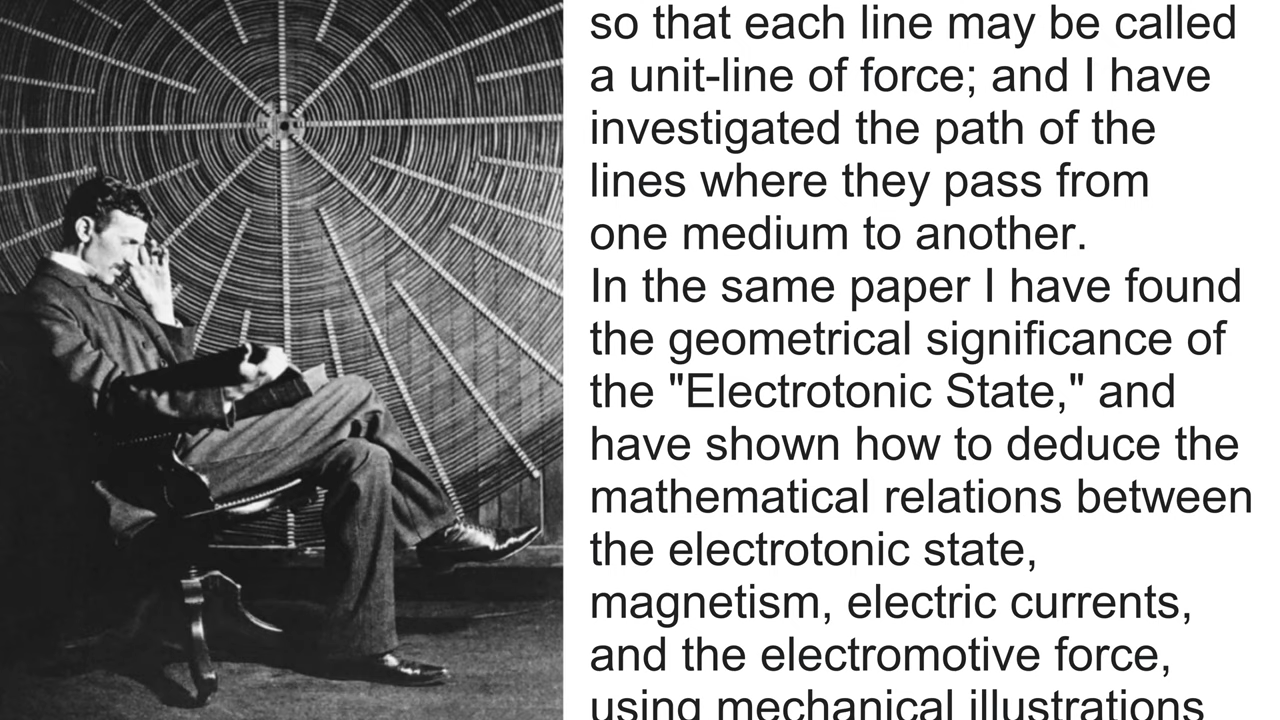 so that each line may be called
a unit-line of force; and I have
investigated the path of the
lines where they pass from
one medium to another.
In the same paper I have found
the geometrical significance of
the "Electrotonic State," and
have shown how to deduce the
mathematical relations between
the electrotonic state,
magnetism, electric currents,
and the electromotive force,
using mechanical illustrations